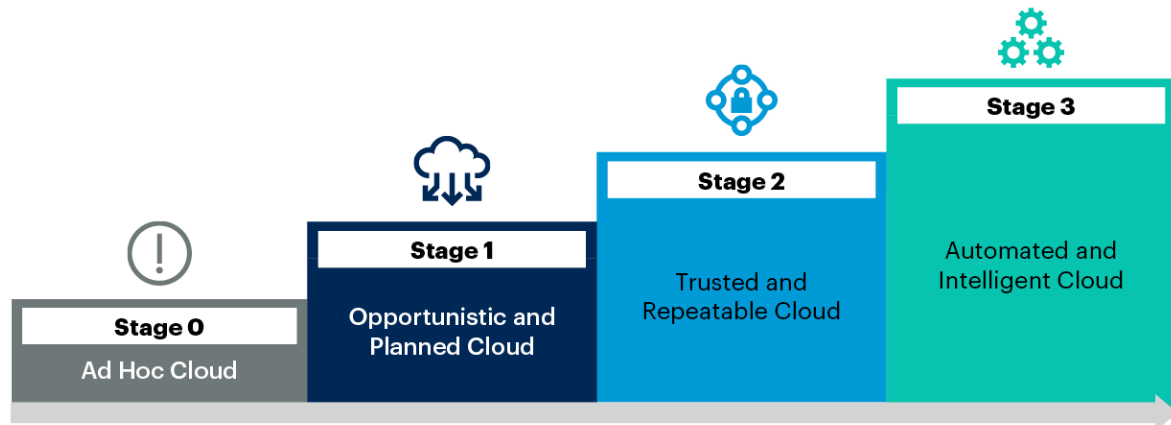 Stage 0
Ad Hoc Cloud
Stage 1
Opportunistic and
Planned Cloud
Stage 2
Trusted and
Repeatable Cloud
Stage 3
Automated and
Intelligent Cloud